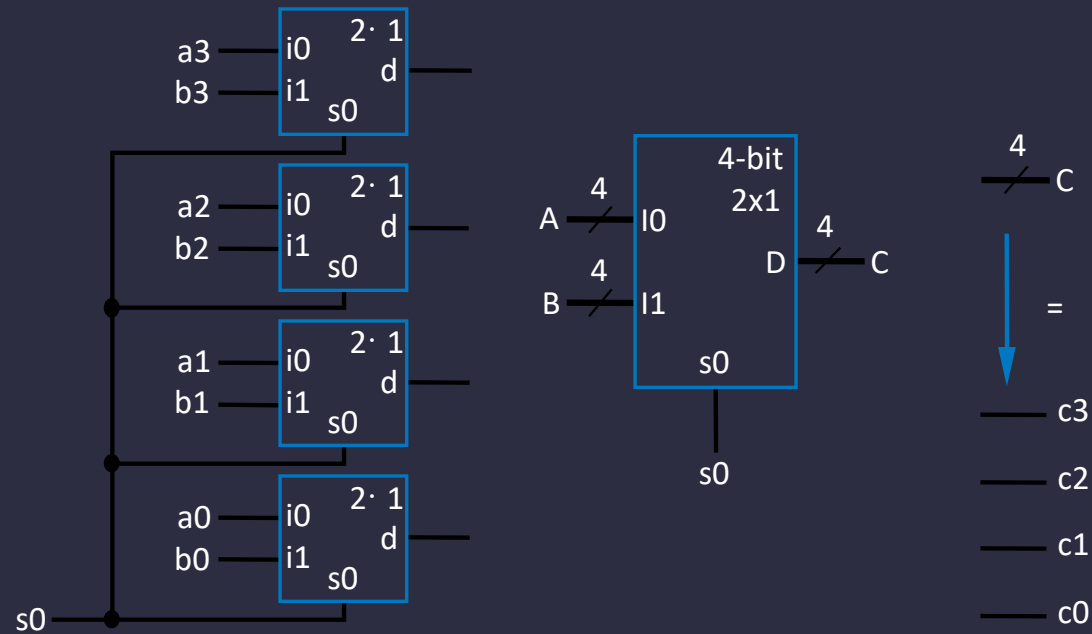 2· 1
a3 i0
d
b3 i1
s0
2· 1
a2 i0
d
b2 i1
s0
2· 1
a1 i0
d
b1 i1
s0
2· 1
a0 i0
d
b0 i1
s0
s0
4-bit
2x1
4
A I0
4
D C
4
B I1
s0
s0
4
C
=
c3
c2
c1
c0